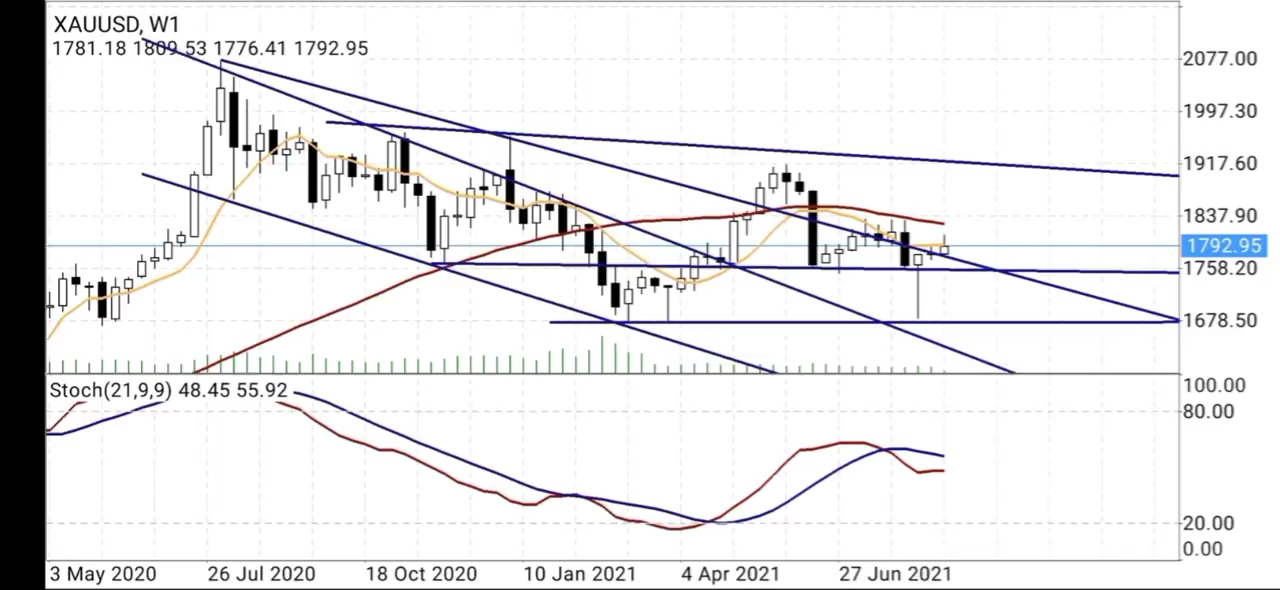 XAUUSD, W1
1781.18 1809.53 1776.41 1792.95
2077.00
1997.30
1917.60
1837.90
1792.95
1758.20
1678.50
Stoch(21,9,9) 48.45 55.92
100.00
80.00
20.00
0.00
3 May 2020 26 Jul 2020 18 Oct 2020 10 Jan 2021 4 Apr 2021 27 Jun 2021